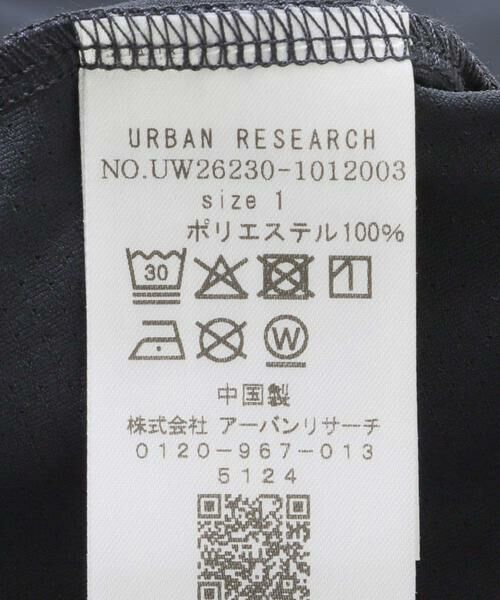 URBAN RESEARCH
NO.UW26230-1012003
size 1
ポリエステル100%
30
W
中国製
株式会社 アーバンリサーチ
0120-967-013
5124